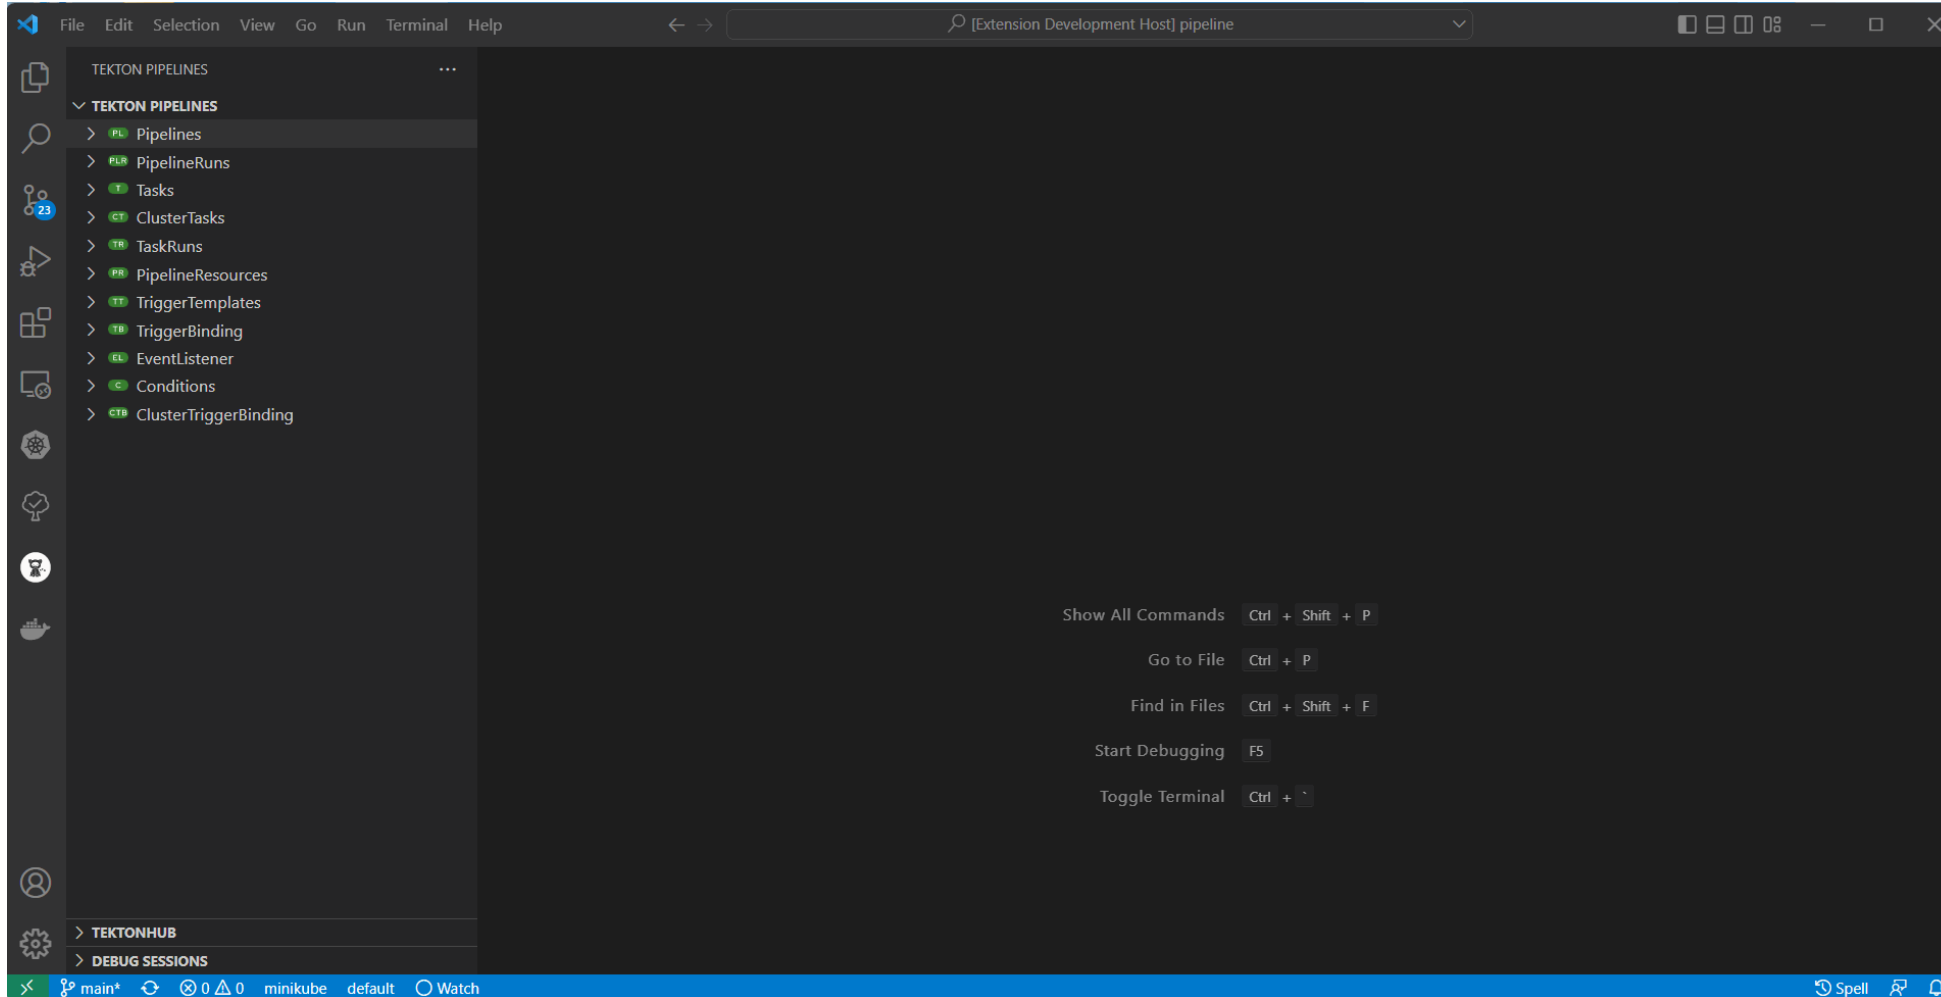 File Edit Selection View Go Run Terminal Help
[Extension Development Host] pipeline
TEKTON PIPELINES
TEKTON PIPELINES
PL Pipelines
PLR PipelineRuns
T Tasks
23
CT ClusterTasks
TR TaskRuns
PR PipelineResources
TT TriggerTemplates
TB TriggerBinding
EL EventListener
C Conditions
CTB ClusterTriggerBinding
Show All Commands Ctrl + Shift + P
Go to File Ctrl + P
Find in Files Ctrl + Shift + F
Start Debugging F5
Toggle Terminal Ctrl + `
TEKTONHUB
DEBUG SESSIONS
main* 0 0 minikube default Watch Spell